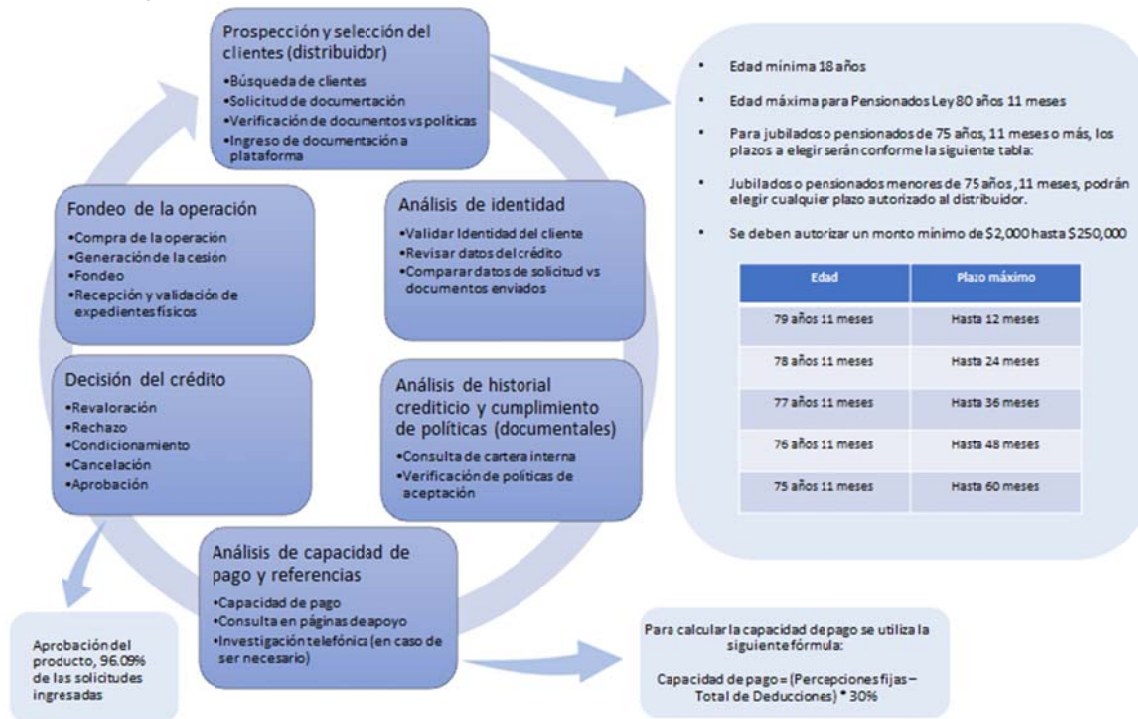 Prospección y selección del
clientes (distribuidor)
•Búsqueda de clientes
•Solicitud de documertación
•Verificación de documentos vs políticas
•Ingreso de documentación a
plataforma
Análisis de identidad
•Validar Identidad del cliente
•Revisar datos del crédito
•Comparar datos de solicitud vs
documentos enviados
Análisis de historial
crediticio y cumplimiento
de políticas (documentales)
•Consulta de cartera interna
•Verificación de políticas de
aceptación
Análisis de capacidad de
pago y referencias
•Capacidad de pago
•Consulta en páginas de apoyo
•Investigación telefónica (en caso de
ser necesario)
Decisión del crédito
•Revaloración
•Rechazo
•Condicionamiento
•Cancelación
•Aprobación
Fondeo de la operación
•Compra de la operación
•Generación de la cesión
•Fondeo
•Recepción y validación de
expedientes físicos
• Edad mínima 18 años
• Edad máxima para Pensionados Ley 80 años 11 meses
• Para jubilados o pensionados de 75 años, 11 meses o más, los
plazos a elegir serán conforme la siguiente tabla:
• Jubilados o pensionados menores de 75 años, 11 meses, podrán
elegir cualquier plazo autorizado al distribuidor.
• Se deben autorizar un monto mínimo de $2,000 hasta $250,000
Edad Plazo máximo
79 años 11 meses Hasta 12 meses
78 años 11 meses Hasta 24 meses
77 años 11 meses Hasta 36 meses
76 años 11 meses Hasta 48 meses
75 años 11 meses Hasta 60 meses
Aprobación del
producto, 96.09%
de las solicitudes
ingresadas
Para calcular la capacidad de pago se utiliza la
siguiente fórmula:
Capacidad de pago = (Percepciones fijas –
Total de Deducciones) * 30%